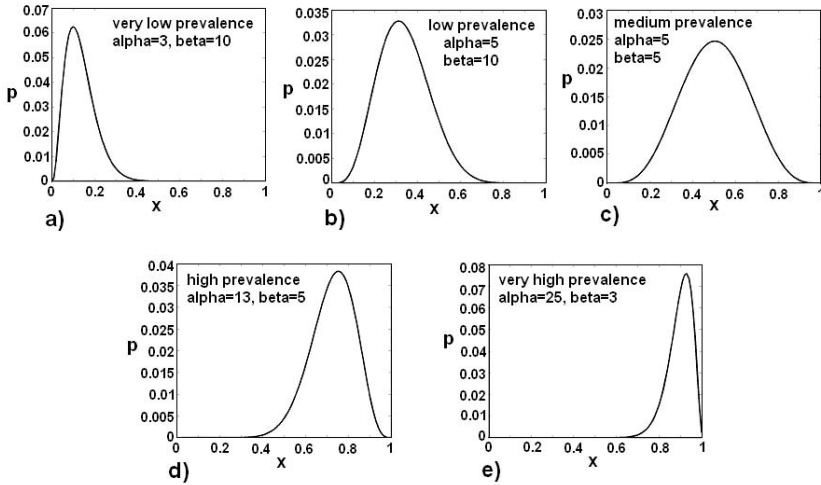 0.07
0.06
0.05
0.04
0.03
0.02
0.01
0
p
very low prevalence
alpha=3, beta=10
0 0.2 0.4 0.6 0.8 1
X
a)
0.035
0.03
0.025
0.02
0.015
0.01
0.005
0
p
low prevalence
alpha=5
beta=10
0 0.2 0.4 0.6 0.8 1
X
b)
0.03
0.025
0.02
0.015
0.01
0.005
0
p
medium prevalence
alpha=5
beta=5
0 0.2 0.4 0.6 0.8 1
X
c)
0.04
0.035
0.03
0.025
0.02
0.015
0.01
0.005
0
p
high prevalence
alpha=13, beta=5
0 0.2 0.4 0.6 0.8 1
X
d)
0.08
0.07
0.06
0.05
0.04
0.03
0.02
0.01
0
p
very high prevalence
alpha=25, beta=3
0 0.2 0.4 0.6 0.8 1
X
e)